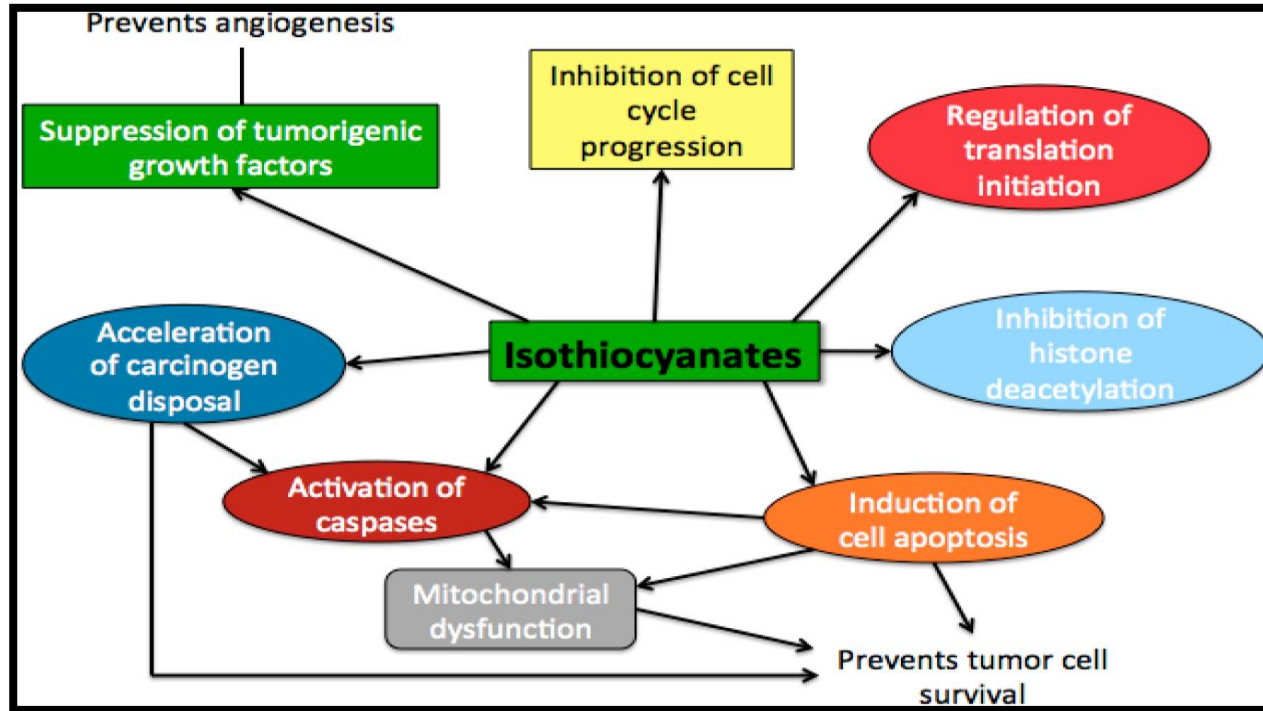 Prevents angiogenesis
Suppression of tumorigenic
growth factors
Inhibition of cell
cycle
progression
Regulation of
translation
initiation
Acceleration
of carcinogen
disposal
Isothiocyanates
Inhibition of
histone
deacetylation
Activation of
caspases
Induction of
cell apoptosis
Mitochondrial
dysfunction
Prevents tumor cell
survival